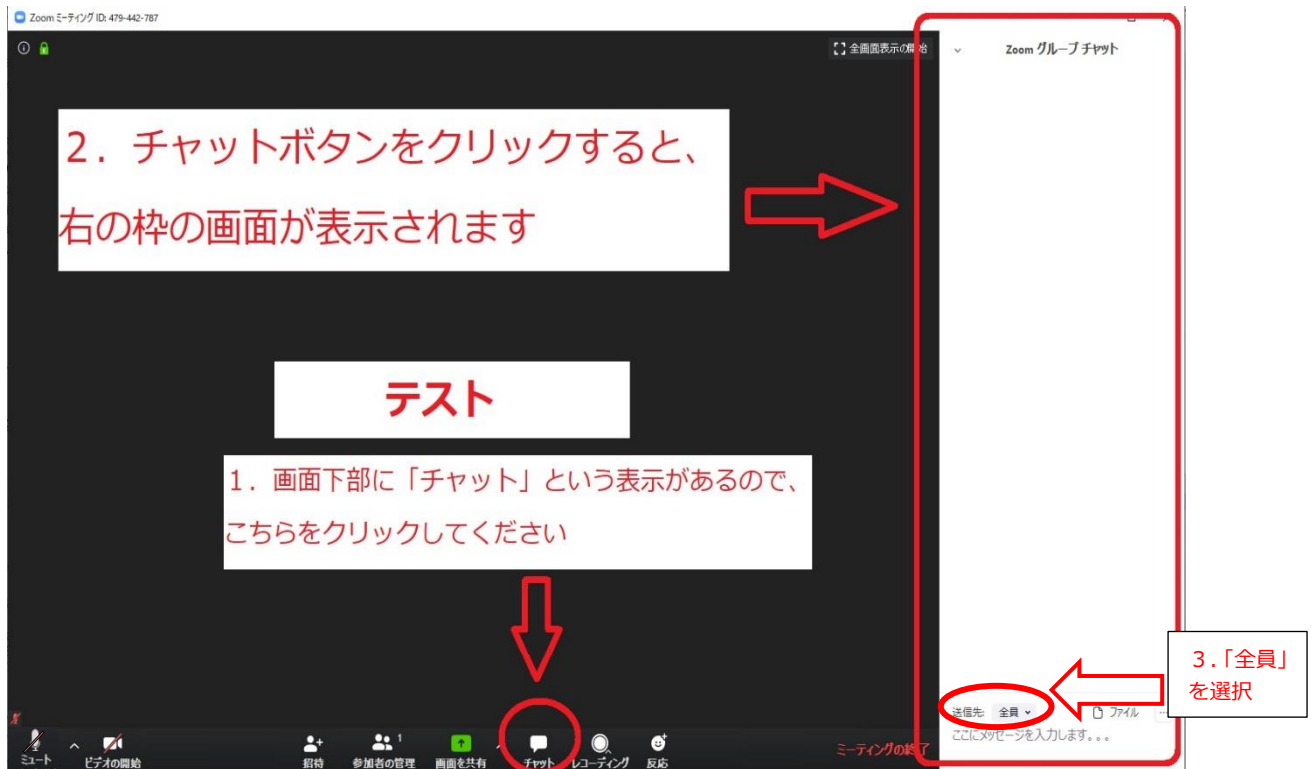 Zoom ミーティング ID: 479-442-787
全画面表示の開始
Zoom グループ チャット
2．チャットボタンをクリックすると、
右の枠の画面が表示されます
テスト
1．画面下部に「チャット」という表示があるので、
こちらをクリックしてください
3.「全員」
を選択
送信先: 全員
ファイル
ここにメッセージを入力します。。。
ミュート
ビデオの開始
招待
参加者の管理
1
画面を共有
チャット
レコーディング
反応
ミーティングの終了